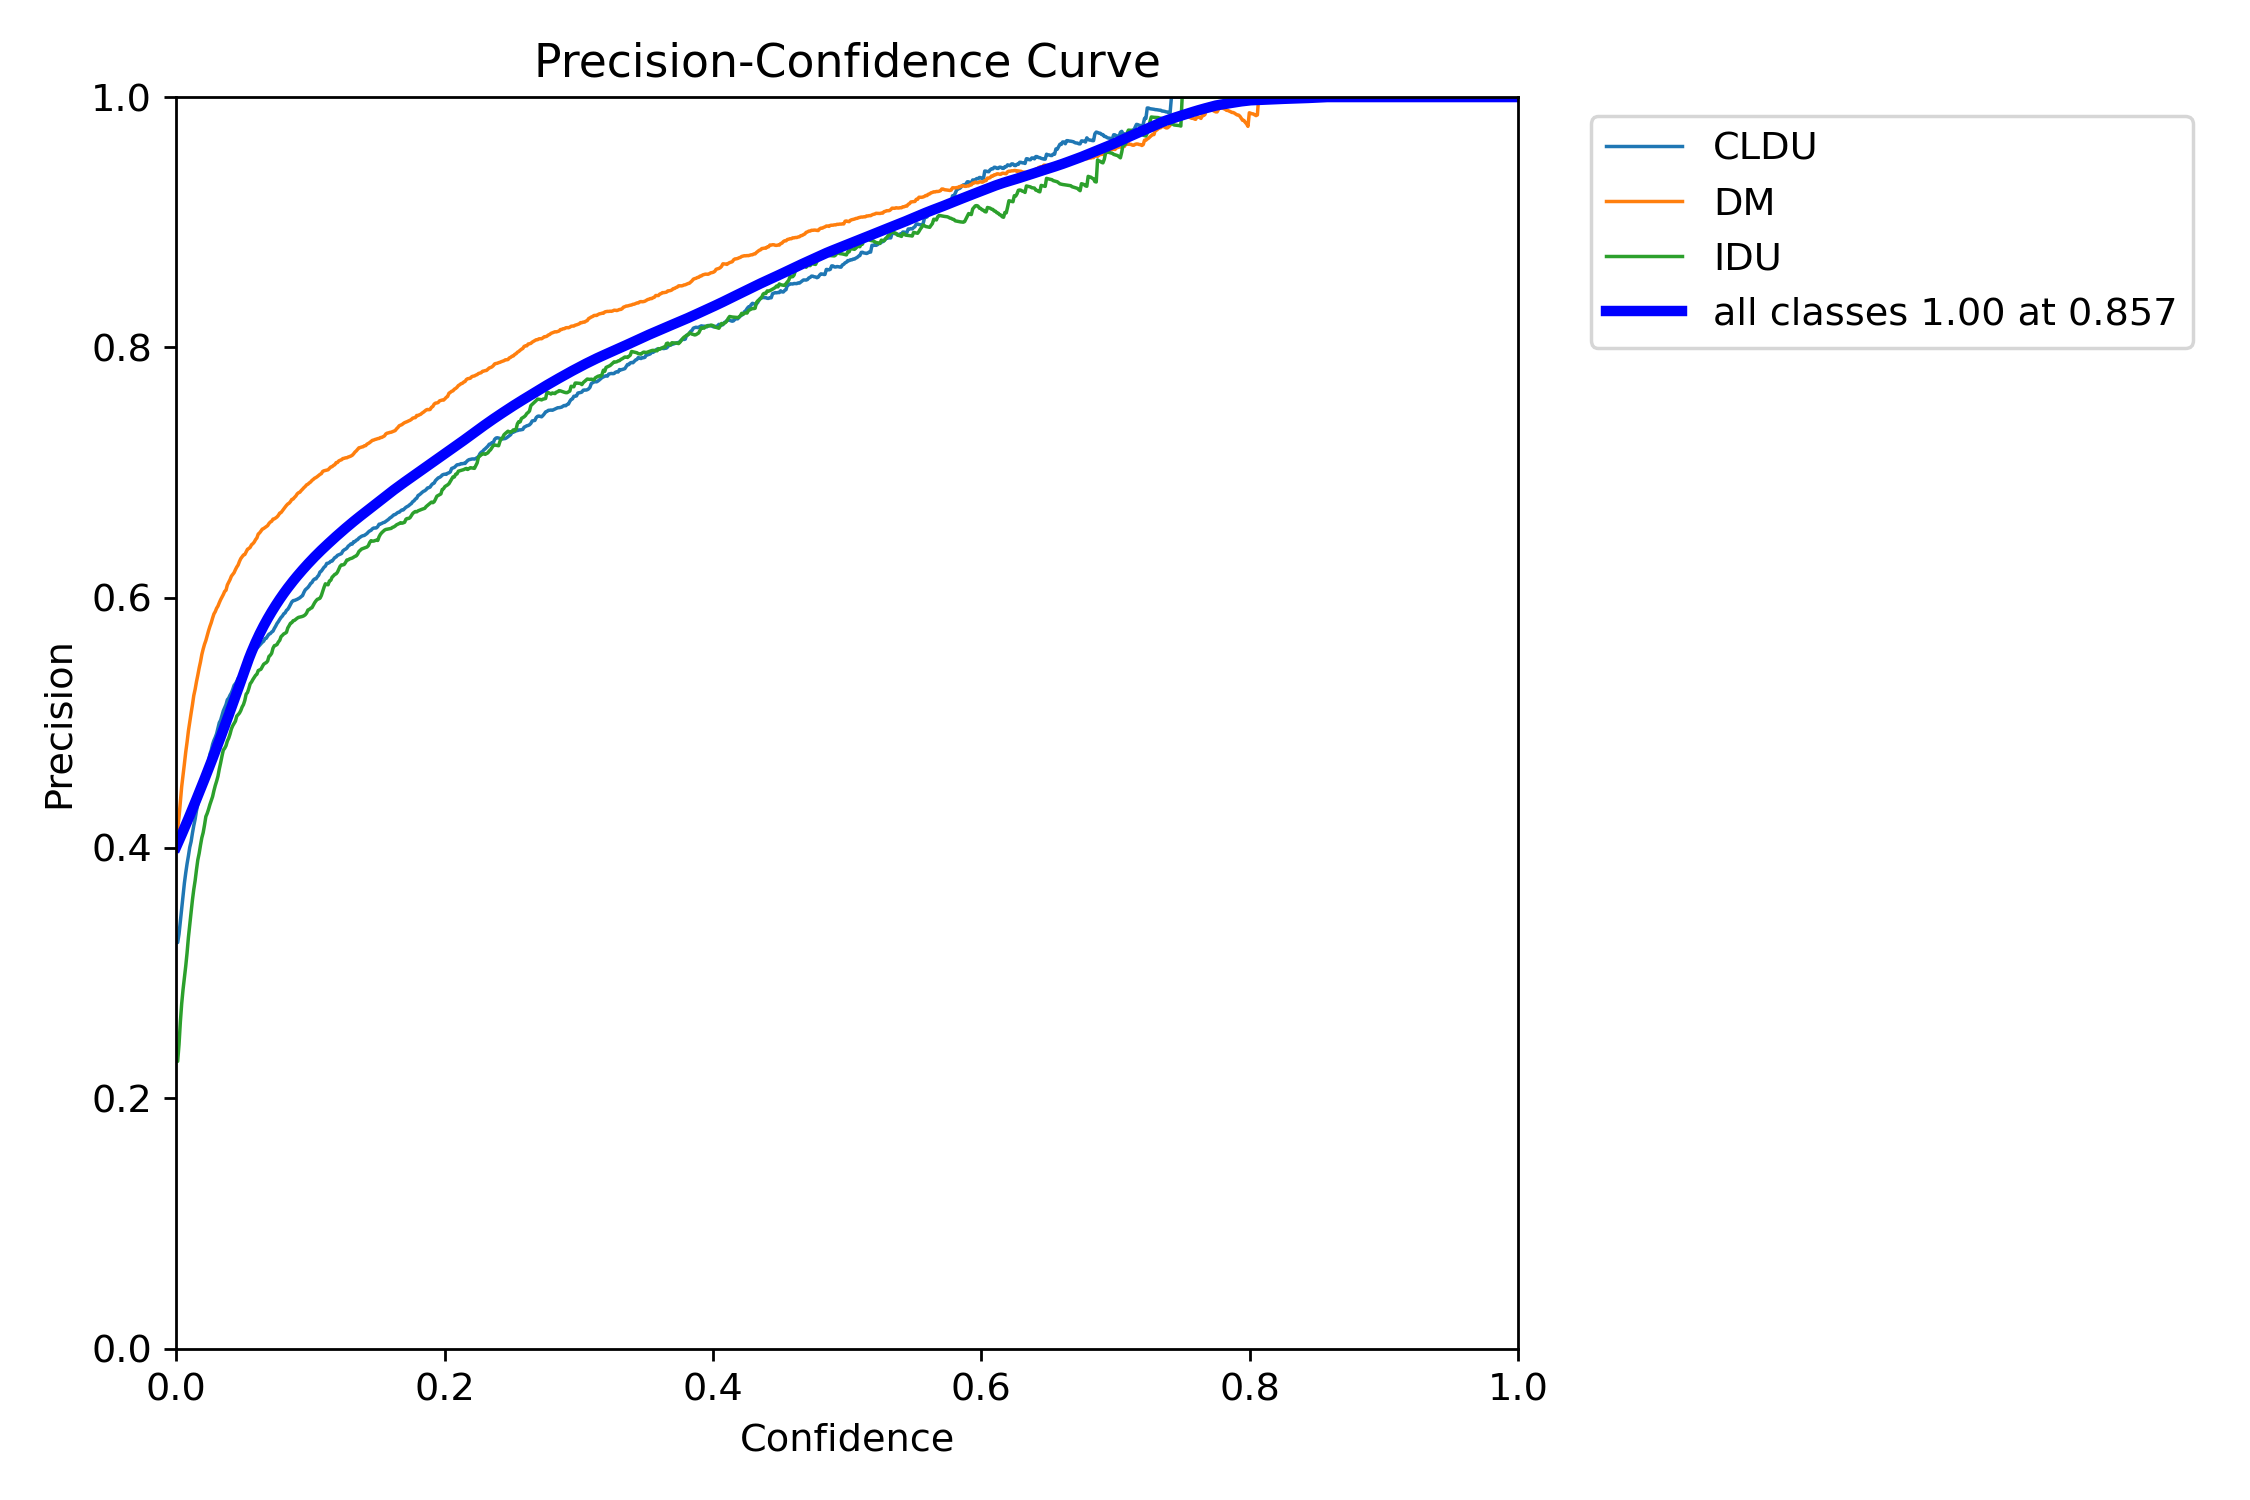 Precision-Confidence Curve
1.0
0.8
0.6
0.4
0.2
0.0
Precision
0.0 0.2 0.4 0.6 0.8 1.0
Confidence
CLDU
DM
IDU
all classes 1.00 at 0.857